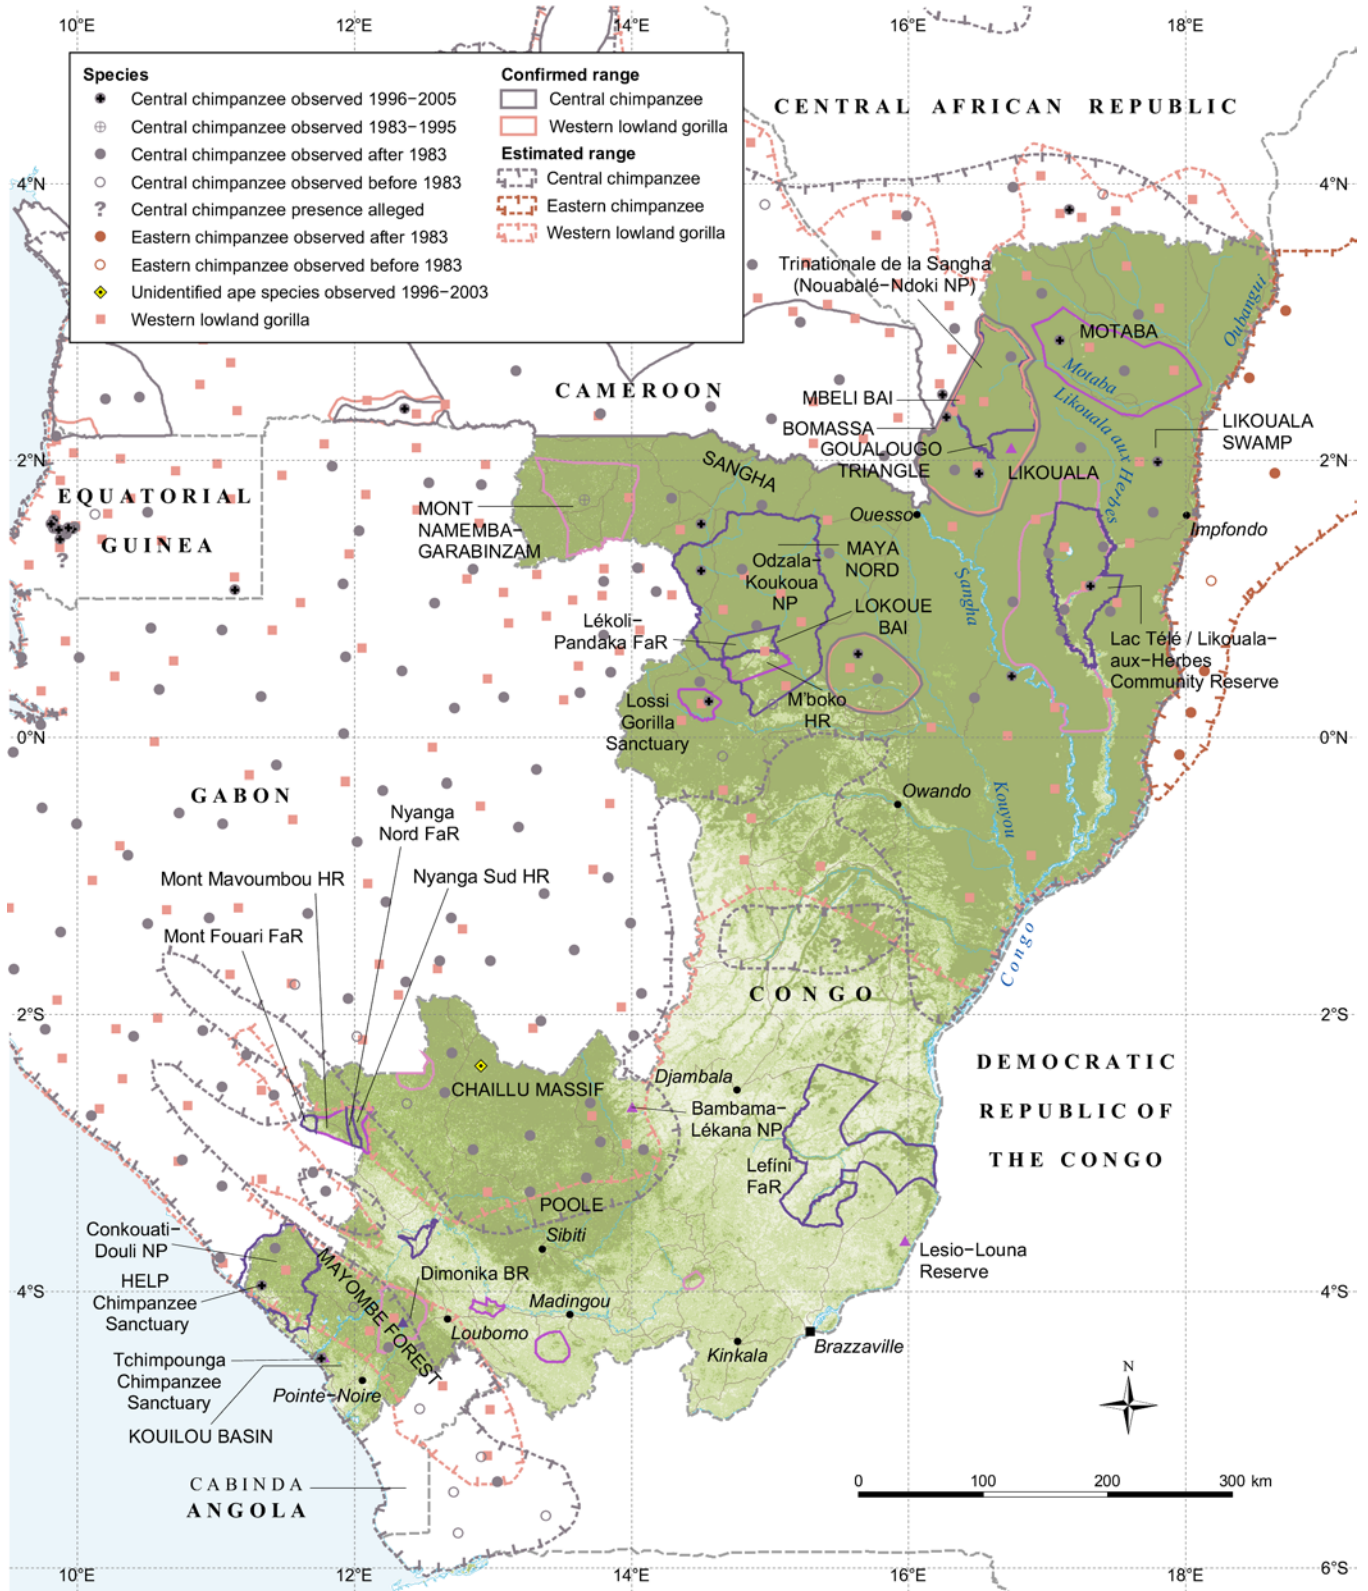 10°E
12°E
14°E
16°E
18°E
Species
Central chimpanzee observed 1996–2005
Central chimpanzee observed 1983–1995
Central chimpanzee observed after 1983
Central chimpanzee observed before 1983
?
Central chimpanzee presence alleged
Eastern chimpanzee observed after 1983
Eastern chimpanzee observed before 1983
Unidentified ape species observed 1996–2003
Western lowland gorilla
Confirmed range
Central chimpanzee
Western lowland gorilla
Estimated range
Central chimpanzee
Eastern chimpanzee
Western lowland gorilla
CENTRAL AFRICAN REPUBLIC
4°N
4°N
Trinationale de la Sangha
(Nouabalé–Ndoki NP)
Oubangui
MOTABA
Motaba
CAMEROON
MBELI BAI
BOMASSA
GOUALOUGO
TRIANGLE
LIKOUALA
Likouala aux Herbes
LIKOUALA
SWAMP
2°N
2°N
SANGHA
EQUATORIAL
GUINEA
?
MONT
NAMEMBA–
GARABINZAM
Ouesso
Impfondo
MAYA
NORD
Odzala–
Koukoua
NP
Sangha
LOKOUE
BAI
Lékoli–
Pandaka FaR
Lac Télé / Likouala–
aux–Herbes
Community Reserve
M'boko
HR
Lossi
Gorilla
Sanctuary
0°N
0°N
GABON
Owando
Kouyou
Nyanga
Nord FaR
Mont Mavoumbou HR
Nyanga Sud HR
Mont Fouari FaR
?
Congo
CONGO
2°S
2°S
DEMOCRATIC
REPUBLIC OF
THE CONGO
CHAILLU MASSIF
Djambala
Bambama–
Lékana NP
Lefini
FaR
POOLE
Sibiti
Conkouati–
Douli NP
HELP
Chimpanzee
Sanctuary
MAYOMBE FOREST
Dimonika BR
Lesio–Louna
Reserve
4°S
4°S
Madingou
Loubomo
Kinkala
Brazzaville
Tchimpounga
Chimpanzee
Sanctuary
Pointe–Noire
KOUILOU BASIN
N
CABINDA
ANGOLA
0
100
200
300 km
10°E
12°E
14°E
16°E
18°E
6°S